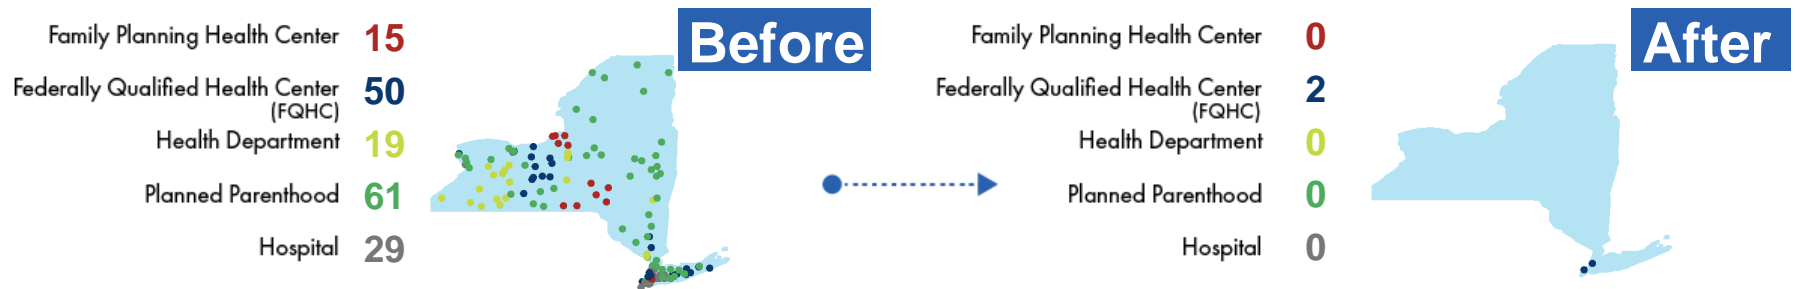 Before
Family Planning Health Center 15
Federally Qualified Health Center 50
(FQHC)
Health Department 19
Planned Parenthood 61
Hospital 29
After
Family Planning Health Center 0
Federally Qualified Health Center 2
(FQHC)
Health Department 0
Planned Parenthood 0
Hospital 0